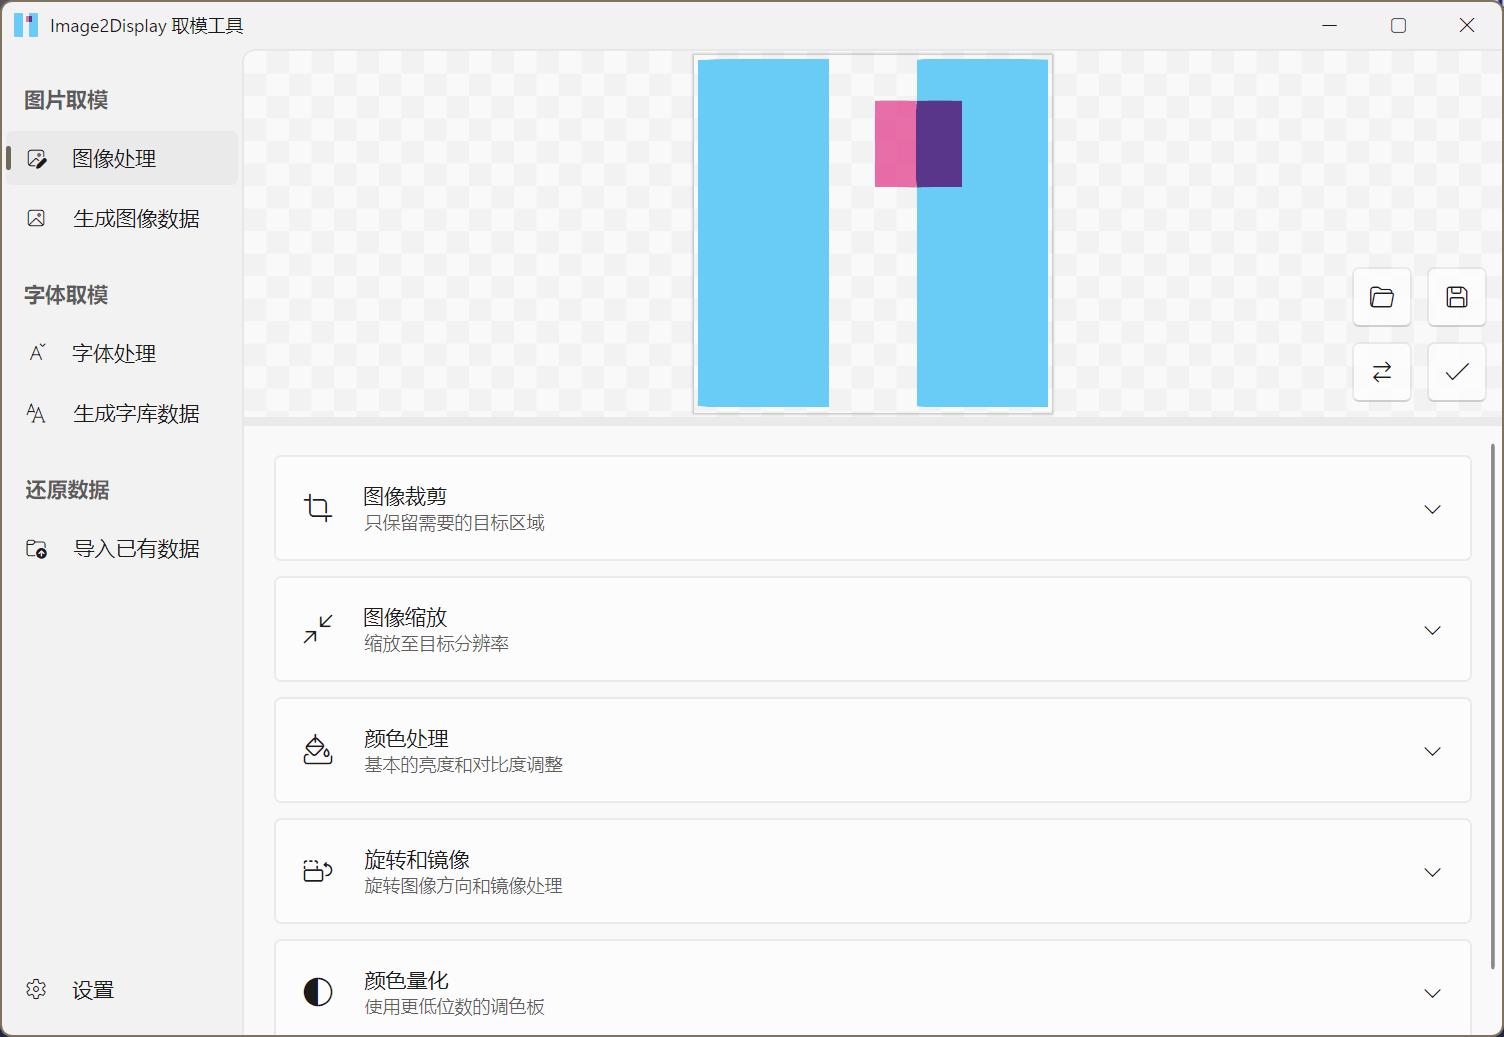 Image2Display 取模工具
图片取模
图像处理
生成图像数据
字体取模
字体处理
生成字库数据
还原数据
导入已有数据
设置
图像裁剪
只保留需要的目标区域
图像缩放
缩放至目标分辨率
颜色处理
基本的亮度和对比度调整
旋转和镜像
旋转图像方向和镜像处理
颜色量化
使用更低位数的调色板